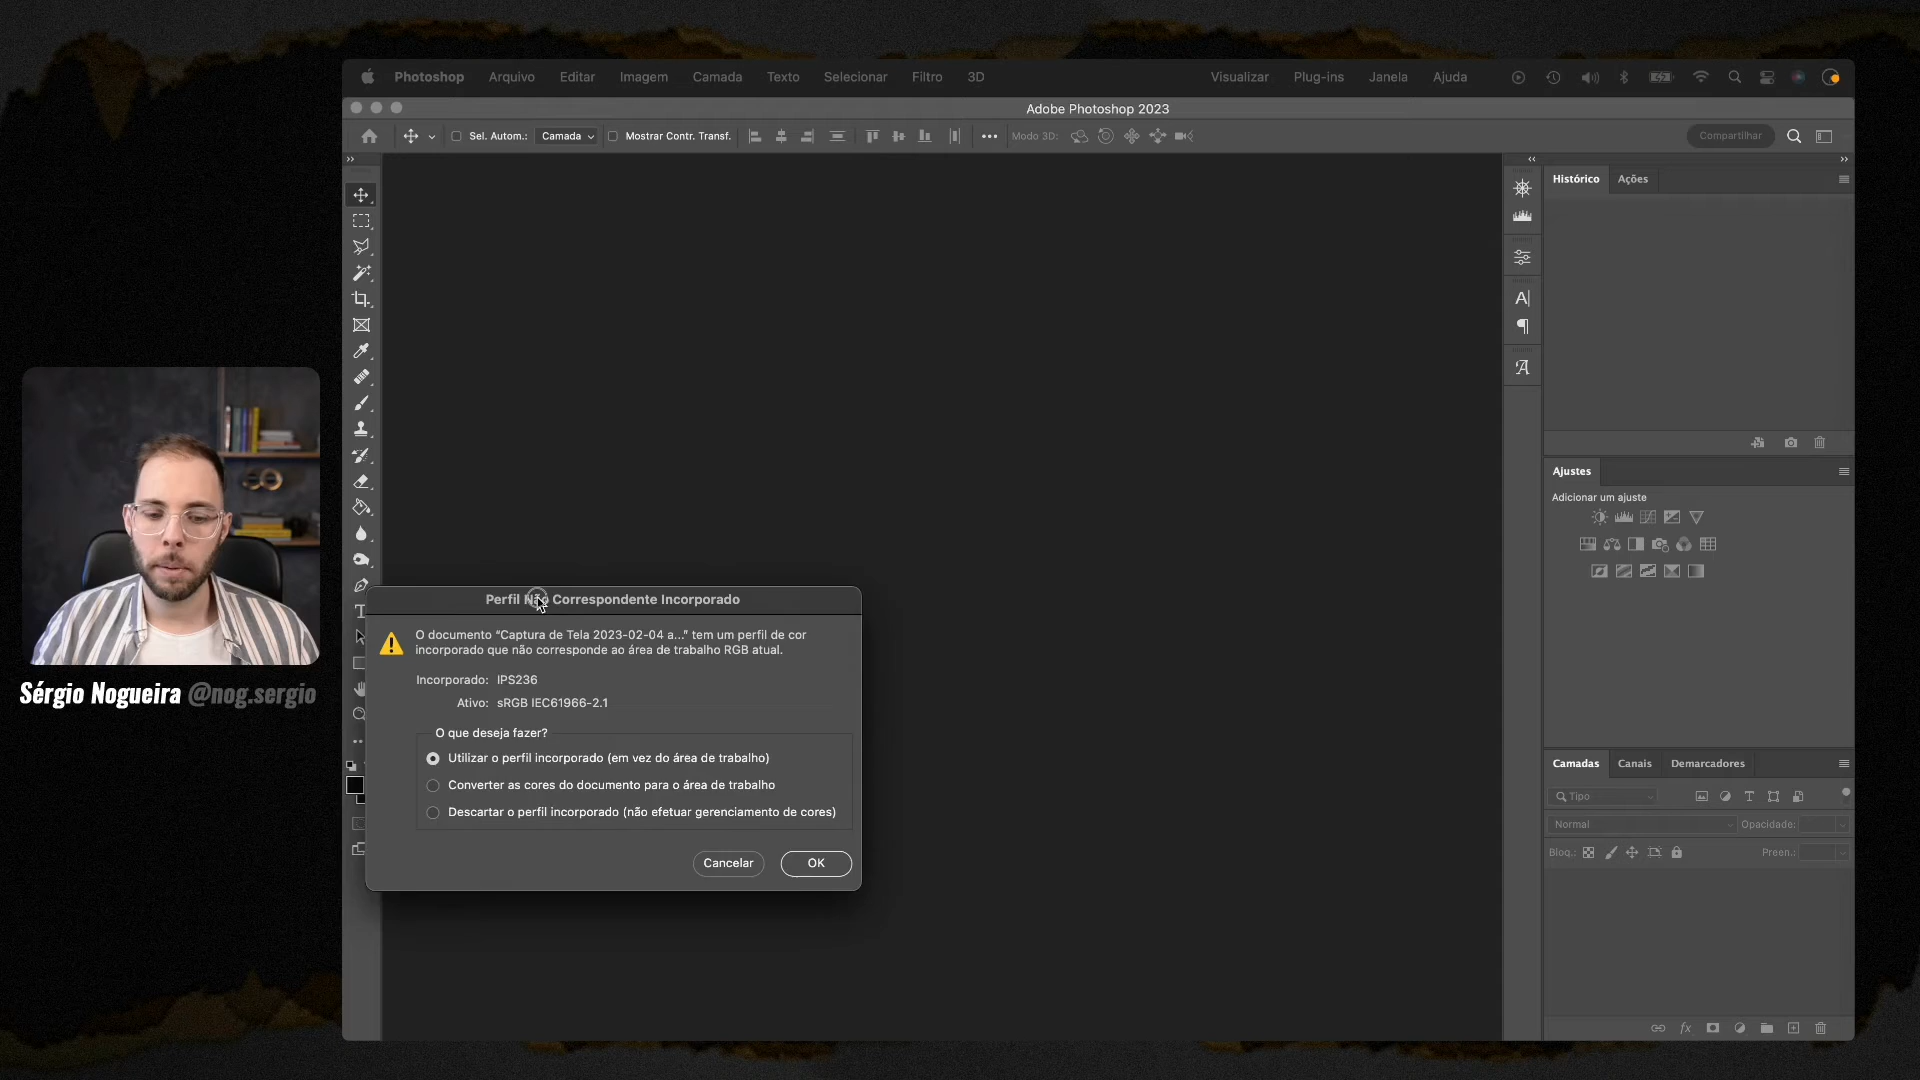 Photoshop Arquivo Editar Imagem Camada Texto Selecionar Filtro 3D Visualizar Plug-ins Janela Ajuda
Adobe Photoshop 2023
Sel. Autom.: Camada Mostrar Contr. Transf. Modo 3D: Compartilhar
Histórico Ações
Ajustes
Adicionar um ajuste
Perfil Não Correspondente Incorporado
O documento “Captura de Tela 2023-02-04 a...” tem um perfil de cor
incorporado que não corresponde ao área de trabalho RGB atual.
Incorporado: IPS236
Ativo: sRGB IEC61966-2.1
O que deseja fazer?
Utilizar o perfil incorporado (em vez do área de trabalho)
Converter as cores do documento para o área de trabalho
Descartar o perfil incorporado (não efetuar gerenciamento de cores)
Cancelar OK
Sérgio Nogueira @nog.sergio
Camadas Canais Demarcadores
Tipo
Normal Opacidade:
Bloq.: Preen.: